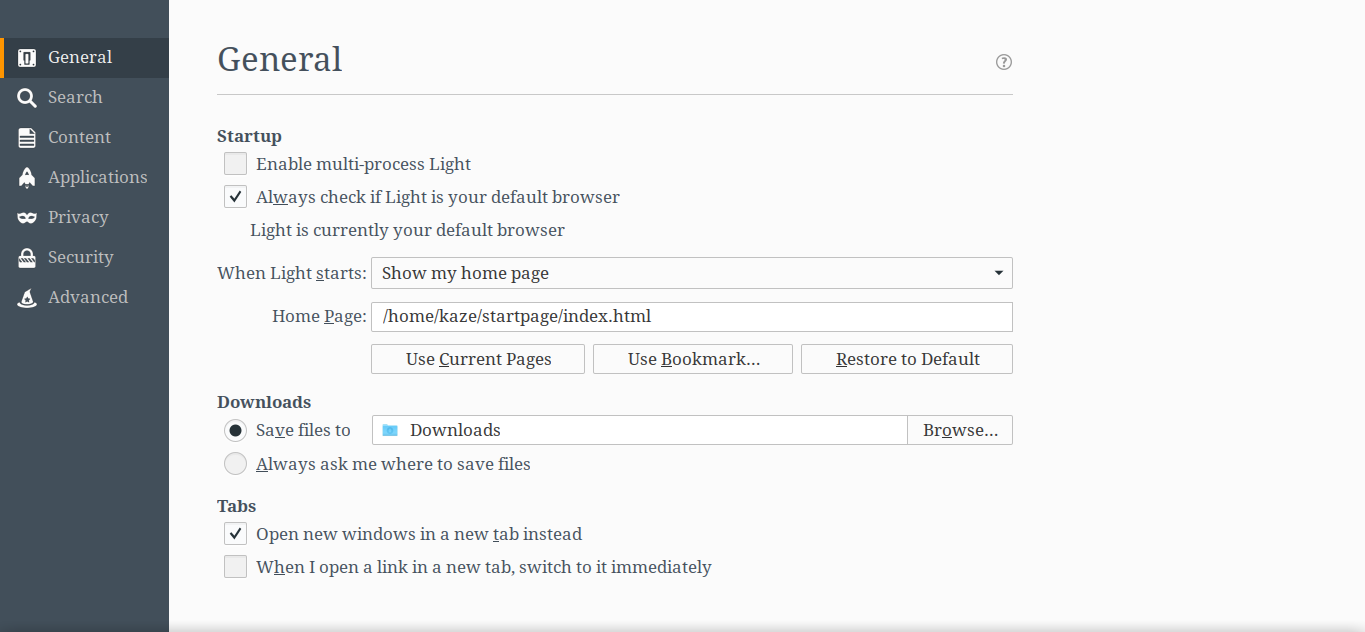 General
Search
Content
Applications
Privacy
Security
Advanced
General
?
Startup
Enable multi-process Light
Always check if Light is your default browser
Light is currently your default browser
When Light starts: Show my home page
Home Page: /home/kaze/startpage/index.html
Use Current Pages Use Bookmark... Restore to Default
Downloads
Save files to Downloads Browse...
Always ask me where to save files
Tabs
Open new windows in a new tab instead
When I open a link in a new tab, switch to it immediately